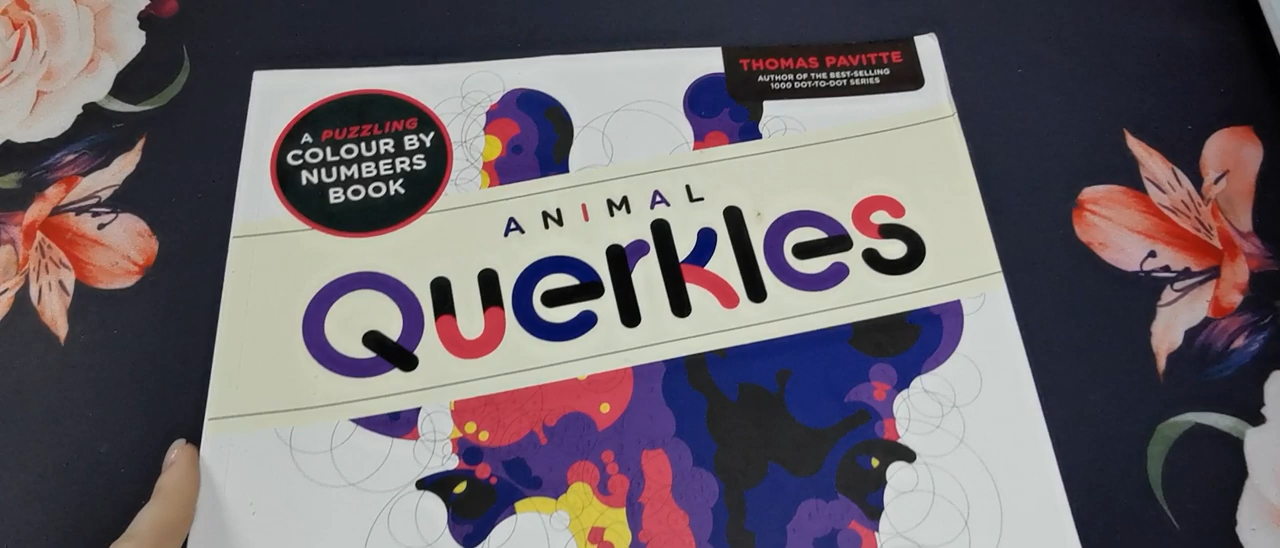 THOMAS PAVITTE
AUTHOR OF THE BEST-SELLING
1000 DOT-TO-DOT SERIES
A PUZZLING
COLOUR BY
NUMBERS
BOOK
ANIMAL
Querkles